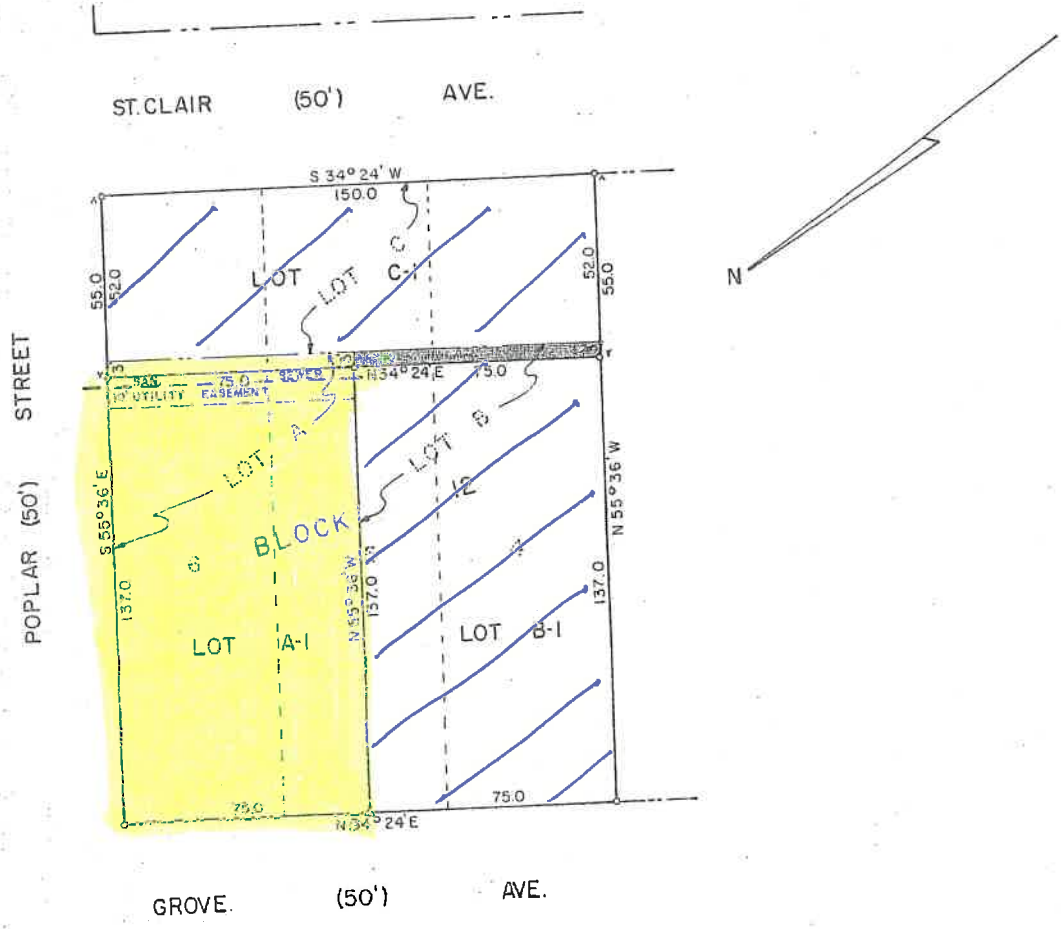 ST. CLAIR (50') AVE.
S 34° 24' W
150.0
55.0
52.0
52.0
55.0
LOT C-1
LOT C
N
3
N 34° 24' E
SAN. 75.0 SEWER
75.0
10' UTILITY EASEMENT
LOT A
LOT B
12
BLOCK
6
S 55° 36' E
137.0
N 55° 36' W
137.0
N 55° 36' W
137.0
LOT A-1
LOT B-1
75.0
75.0
N 34° 24' E
POPLAR (50') STREET
GROVE. (50') AVE.